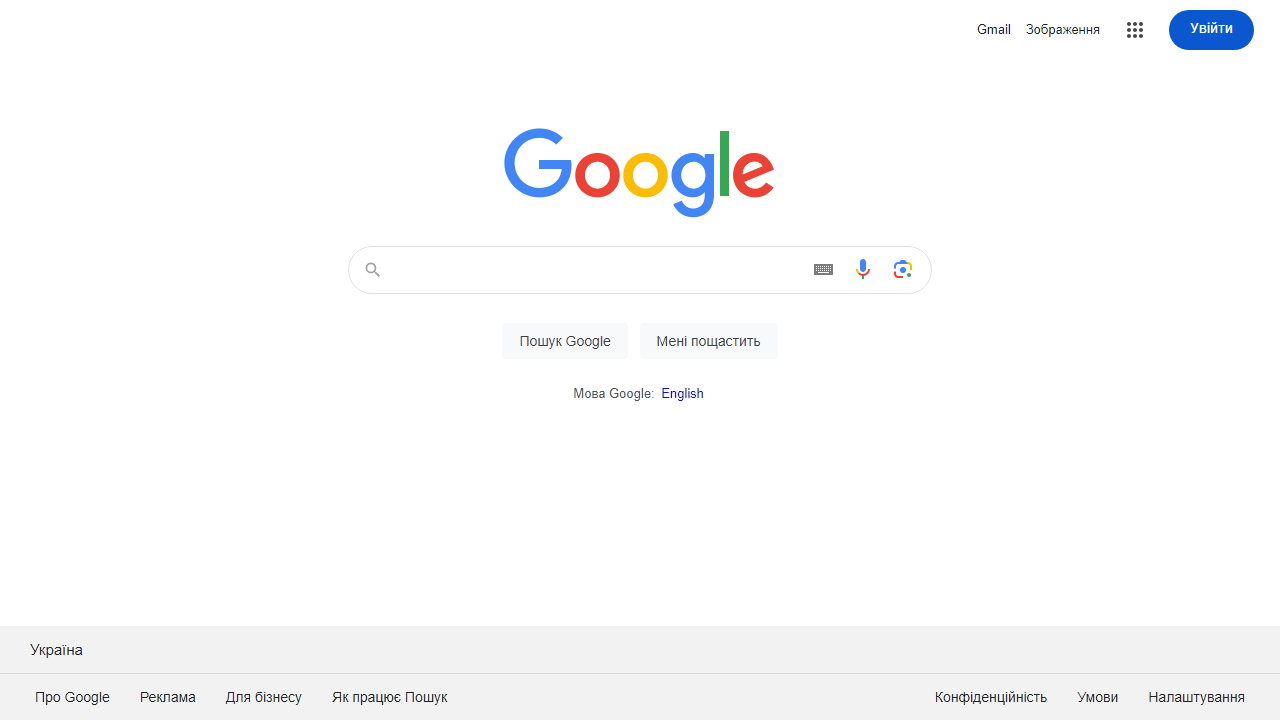 Gmail Зображення Увійти
Google
Пошук Google Мені пощастить
Мова Google: English
Україна
Про Google Реклама Для бізнесу Як працює Пошук Конфіденційність Умови Налаштування